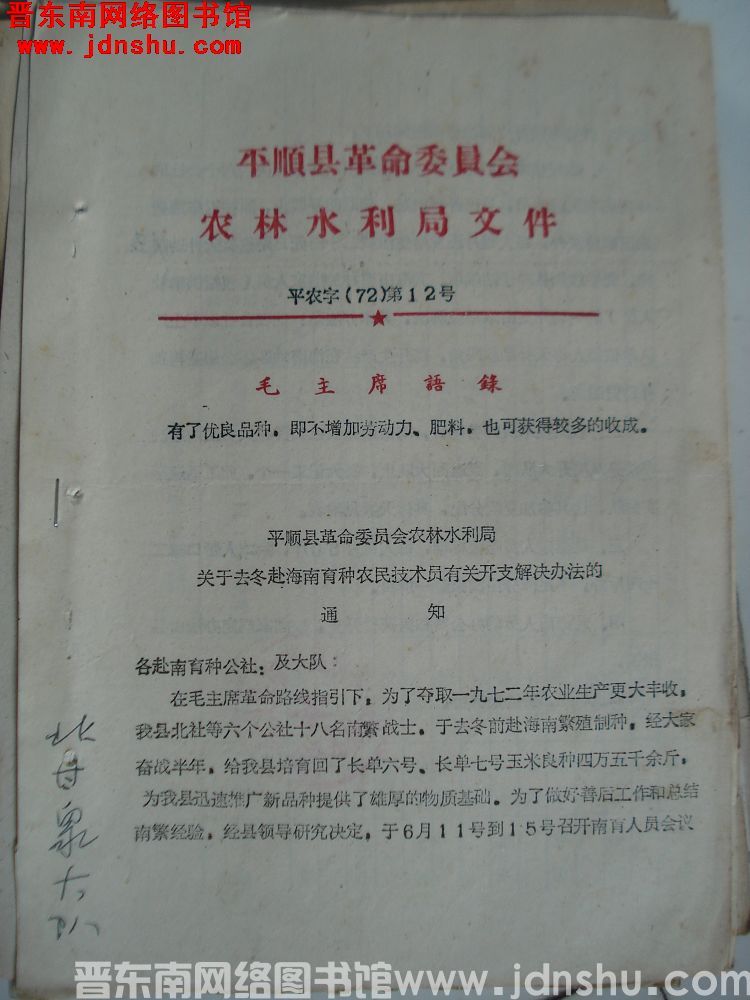 晋东南网络图书馆
www.jdnshu.com
平順县革命委員会
农林水利局文件
平农字(72)第12号
毛主席語錄
有了优良品种，即不增加劳动力、肥料，也可获得较多的收成。
平顺县革命委员会农林水利局
关于去冬赴海南育种农民技术员有关开支解决办法的
通知
各赴南育种公社：及大队：
在毛主席革命路线指引下，为了夺取一九七二年农业生产更大丰收，
我县北社等六个公社十八名南繁战士，于去冬前赴海南繁殖制种，经大家
奋战半年，给我县培育回了长单六号、长单七号玉米良种四万五千余斤，
为我县迅速推广新品种提供了雄厚的物质基础。为了做好善后工作和总结
南繁经验，经县领导研究决定，于6月11号到15号召开南育人员会议
北甘泉大队
晋东南网络图书馆www.jdnshu.com